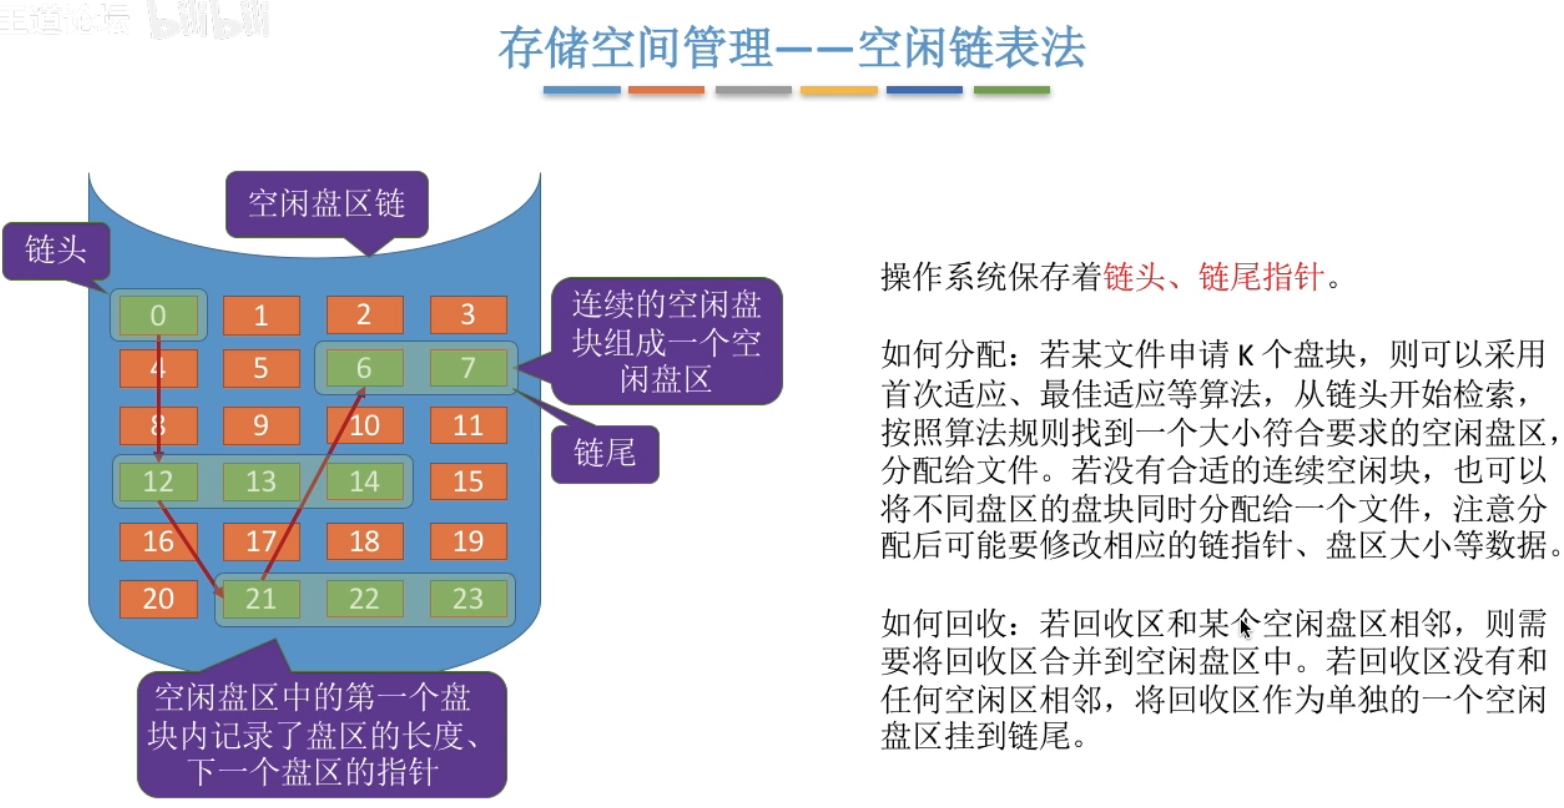 王道论坛 bilibili
存储空间管理——空闲链表法
空闲盘区链
链头
0 1 2 3
4 5 6 7
8 9 10 11
12 13 14 15
16 17 18 19
20 21 22 23
连续的空闲盘
块组成一个空
闲盘区
链尾
空闲盘区中的第一个盘
块内记录了盘区的长度、
下一个盘区的指针
操作系统保存着链头、链尾指针。
如何分配：若某文件申请 K 个盘块，则可以采用
首次适应、最佳适应等算法，从链头开始检索，
按照算法规则找到一个大小符合要求的空闲盘区，
分配给文件。若没有合适的连续空闲块，也可以
将不同盘区的盘块同时分配给一个文件，注意分
配后可能要修改相应的链指针、盘区大小等数据。
如何回收：若回收区和某个空闲盘区相邻，则需
要将回收区合并到空闲盘区中。若回收区没有和
任何空闲区相邻，将回收区作为单独的一个空闲
盘区挂到链尾。